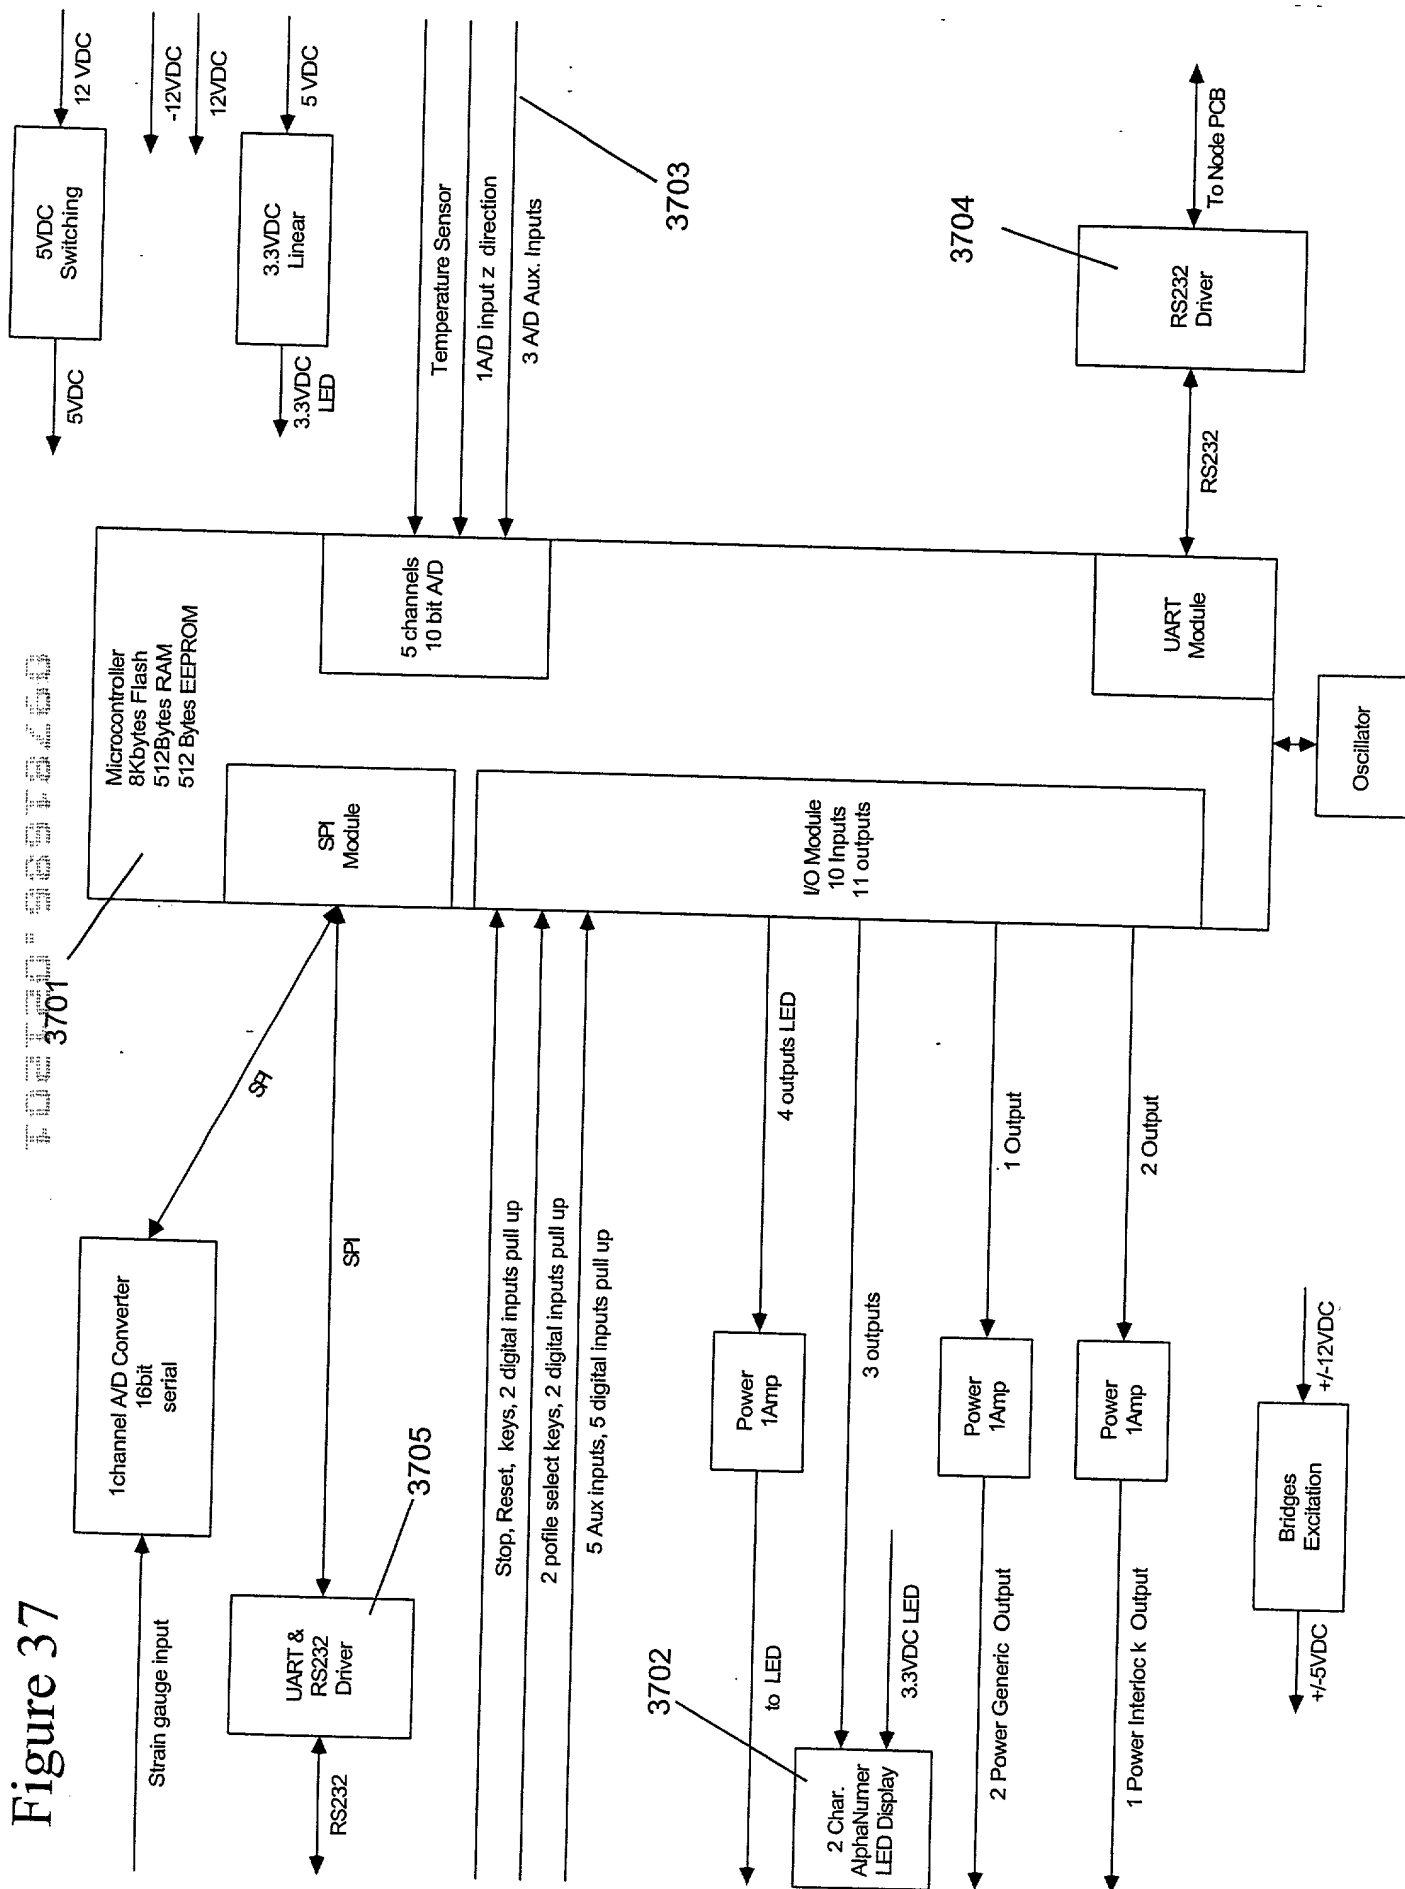 Figure 37
Strain gauge input
1channel A/D Converter
16bit
serial
SPI
3701
Microcontroller
8Kbytes Flash
512Bytes RAM
512 Bytes EEPROM
5VDC
5VDC
Switching
12 VDC
-12VDC
12VDC
3.3VDC
LED
3.3VDC
Linear
5 VDC
RS232
UART &
RS232
Driver
3705
SPI
SPI
Module
5 channels
10 bit A/D
Temperature Sensor
1A/D input z direction
3 A/D Aux. Inputs
3703
Stop, Reset, keys, 2 digital inputs pull up
2 pofile select keys, 2 digital inputs pull up
5 Aux inputs, 5 digital inputs pull up
I/O Module
10 Inputs
11 outputs
to LED
Power
1Amp
4 outputs LED
3702
2 Char.
AlphaNumer
LED Display
3.3VDC LED
3 outputs
2 Power Generic Output
Power
1Amp
1 Output
1 Power Interloc k Output
Power
1Amp
2 Output
UART
Module
RS232
3704
RS232
Driver
To Node PCB
+/-5VDC
Bridges
Excitation
+/-12VDC
Oscillator